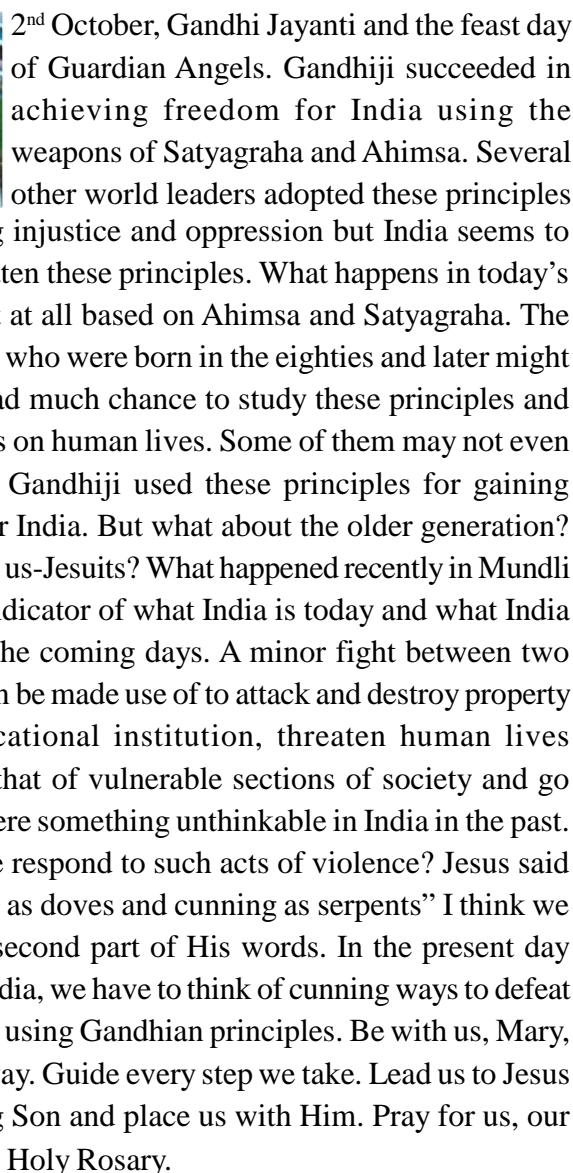 2nd October, Gandhi Jayanti and the feast day
of Guardian Angels. Gandhiji succeeded in
achieving freedom for India using the
weapons of Satyagraha and Ahimsa. Several
other world leaders adopted these principles
injustice and oppression but India seems to
these principles. What happens in today's
at all based on Ahimsa and Satyagraha. The
who were born in the eighties and later might
much chance to study these principles and
on human lives. Some of them may not even
Gandhiji used these principles for gaining
India. But what about the older generation?
us-Jesuits? What happened recently in Mundli
of what India is today and what India
coming days. A minor fight between two
be made use of to attack and destroy property
institution, threaten human lives
that of vulnerable sections of society and go
something unthinkable in India in the past.
respond to such acts of violence? Jesus said
as doves and cunning as serpents” I think we
second part of His words. In the present day
we have to think of cunning ways to defeat
using Gandhian principles. Be with us, Mary,
Guide every step we take. Lead us to Jesus
Son and place us with Him. Pray for us, our
Holy Rosary.